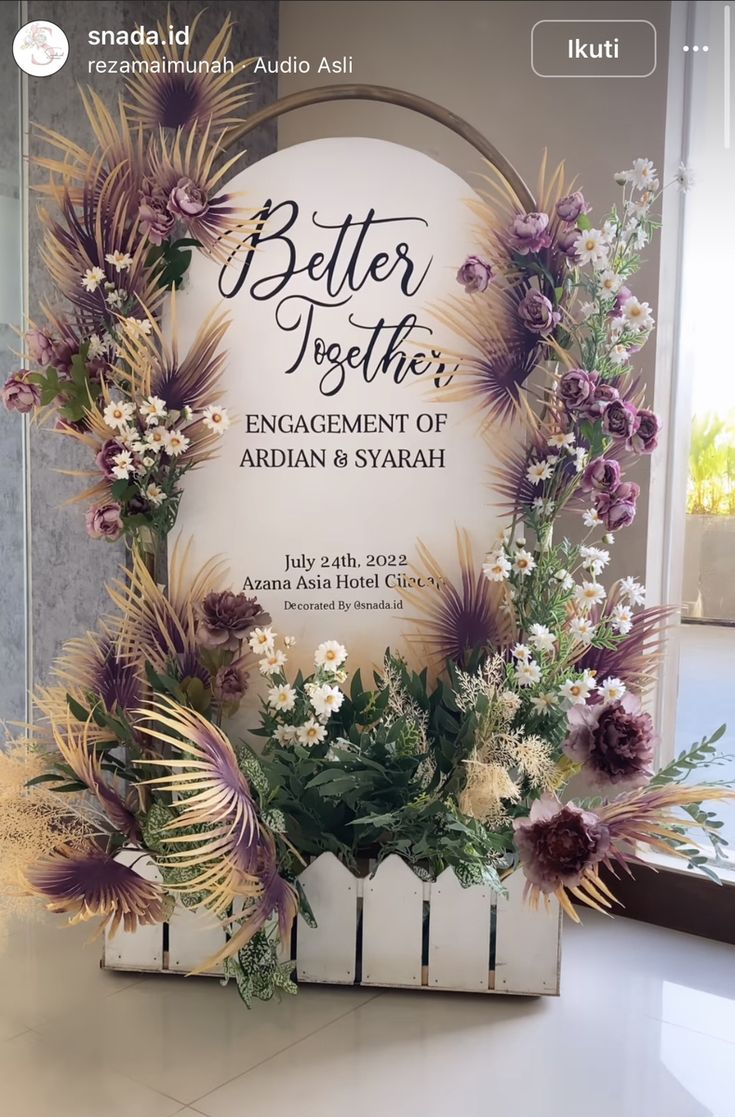 snada.id
rezamaimunah · Audio Asli
Ikuti
Better
Together
ENGAGEMENT OF
ARDIAN & SYARAH
July 24th, 2022
Azana Asia Hotel
Decorated By @snada.id